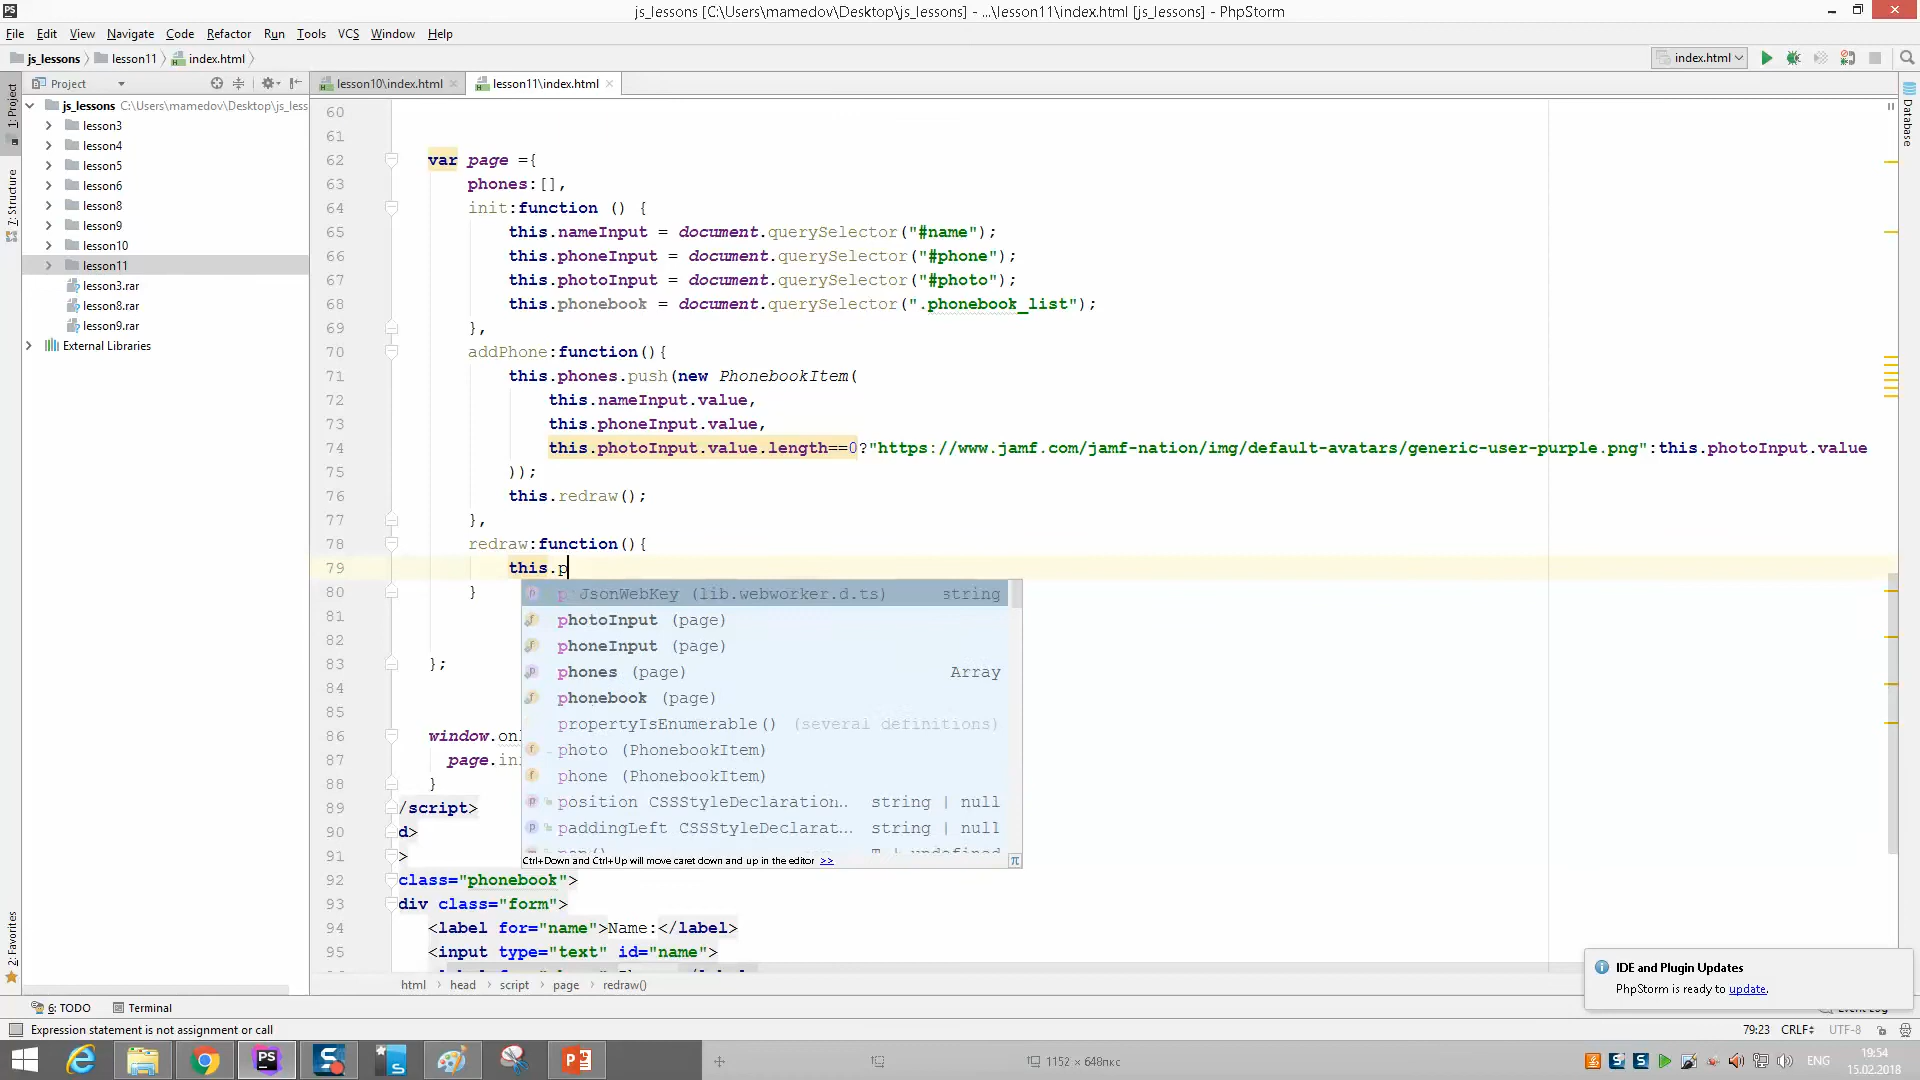 PS js_lessons [C:\Users\mamedov\Desktop\js_lessons] - ...\lesson11\index.html [js_lessons] - PhpStorm
File Edit View Navigate Code Refactor Run Tools VCS Window Help
js_lessons lesson11 index.html index.html
Project lesson10\index.html lesson11\index.html
1: Project
7: Structure
2: Favorites
Database
js_lessons C:\Users\mamedov\Desktop\js_less
lesson3
lesson4
lesson5
lesson6
lesson8
lesson9
lesson10
lesson11
lesson3.rar
lesson8.rar
lesson9.rar
External Libraries
60
61
62 var page ={
63 phones:[],
64 init:function () {
65 this.nameInput = document.querySelector("#name");
66 this.phoneInput = document.querySelector("#phone");
67 this.photoInput = document.querySelector("#photo");
68 this.phonebook = document.querySelector(".phonebook_list");
69 },
70 addPhone:function(){
71 this.phones.push(new PhonebookItem(
72 this.nameInput.value,
73 this.phoneInput.value,
74 this.photoInput.value.length==0?"https://www.jamf.com/jamf-nation/img/default-avatars/generic-user-purple.png":this.photoInput.value
75 ));
76 this.redraw();
77 },
78 redraw:function(){
79 this.p
80 }
81
82
83 };
84
85
86 window.onl
87 page.ini
88 }
89 /script>
90 d>
91 >
92 class="phonebook">
93 div class="form">
94 <label for="name">Name:</label>
95 <input type="text" id="name">
p JsonWebKey (lib.webworker.d.ts) string
photoInput (page)
phoneInput (page)
phones (page) Array
phonebook (page)
propertyIsEnumerable() (several definitions)
photo (PhonebookItem)
phone (PhonebookItem)
position CSSStyleDeclaration… string | null
paddingLeft CSSStyleDeclarat… string | null
Ctrl+Down and Ctrl+Up will move caret down and up in the editor >> π
html head script page redraw()
IDE and Plugin Updates
PhpStorm is ready to update.
6: TODO Terminal Event Log
Expression statement is not assignment or call 79:23 CRLF UTF-8
1152 × 648пкс
ENG 19:54
15.02.2018